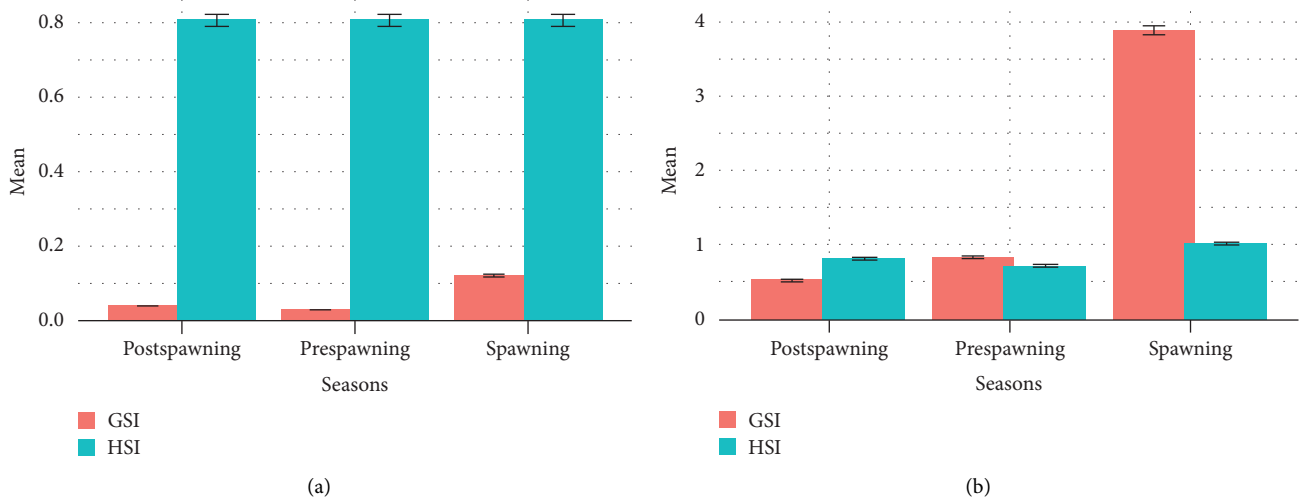 0.8
0.6
0.4
0.2
0.0
Mean
Postspawning Prespawning Spawning
Seasons
GSI
HSI
(a)
4
3
2
1
0
Mean
Postspawning Prespawning Spawning
Seasons
GSI
HSI
(b)